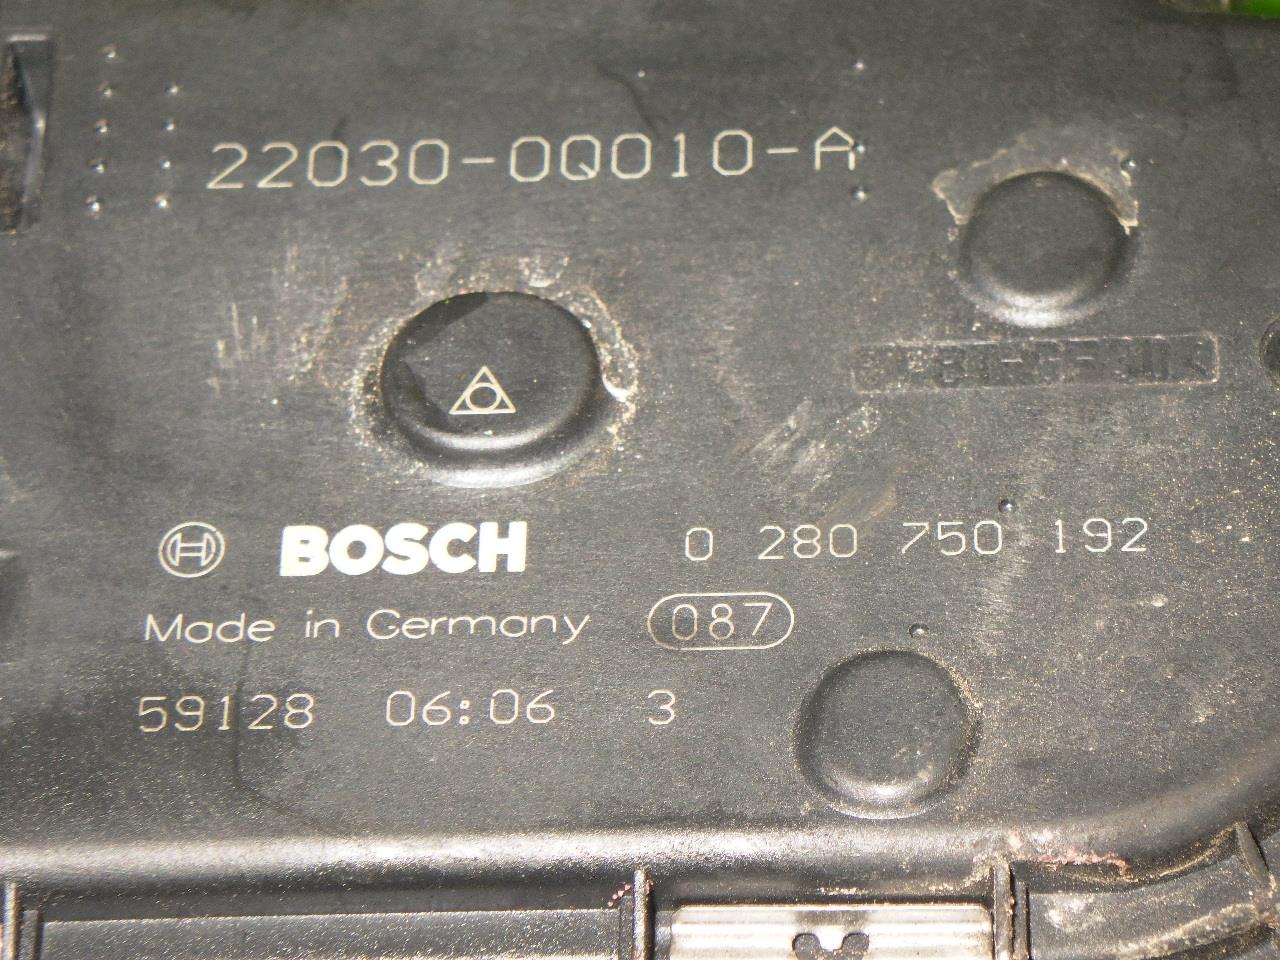 22030-0Q010-A
BOSCH 0 280 750 192
Made in Germany 087
59128 06:06 3